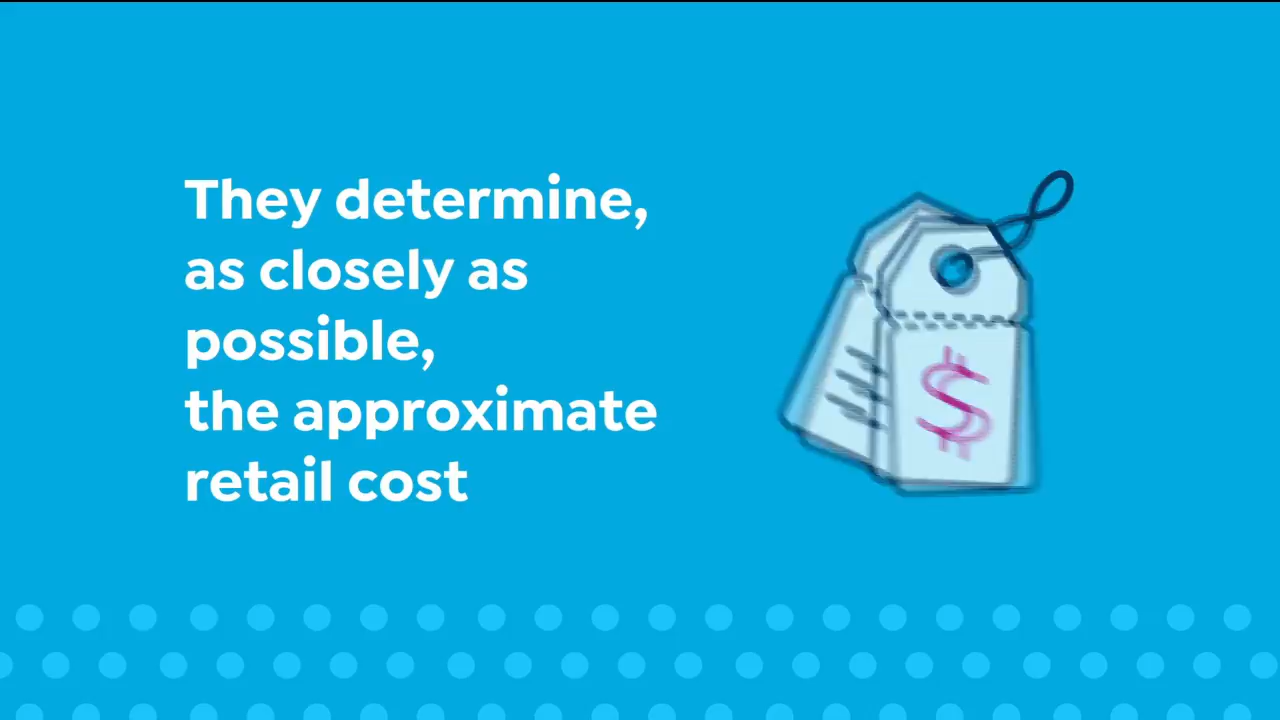 They determine,
as closely as
possible,
the approximate
retail cost
$